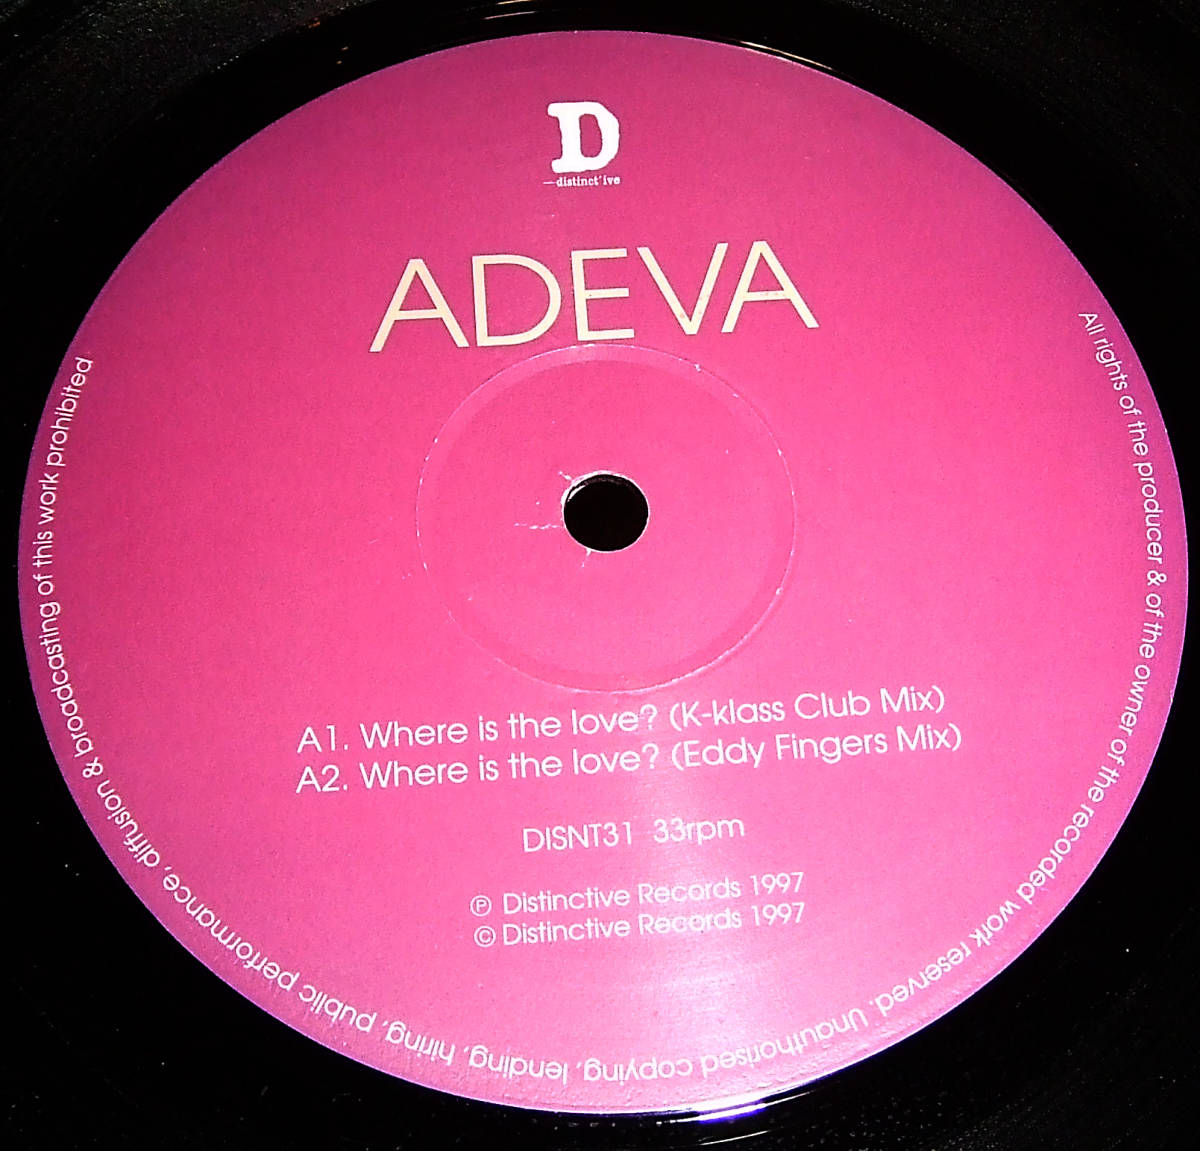 D
distinct'ive
ADEVA
A1. Where is the love? (K-klass Club Mix)
A2. Where is the love? (Eddy Fingers Mix)
DISNT31 33rpm
℗ Distinctive Records 1997
© Distinctive Records 1997
All rights of the producer & of the owner of the recorded work reserved. Unauthorised copying, lending, hiring, public performance, diffusion & broadcasting of this work prohibited